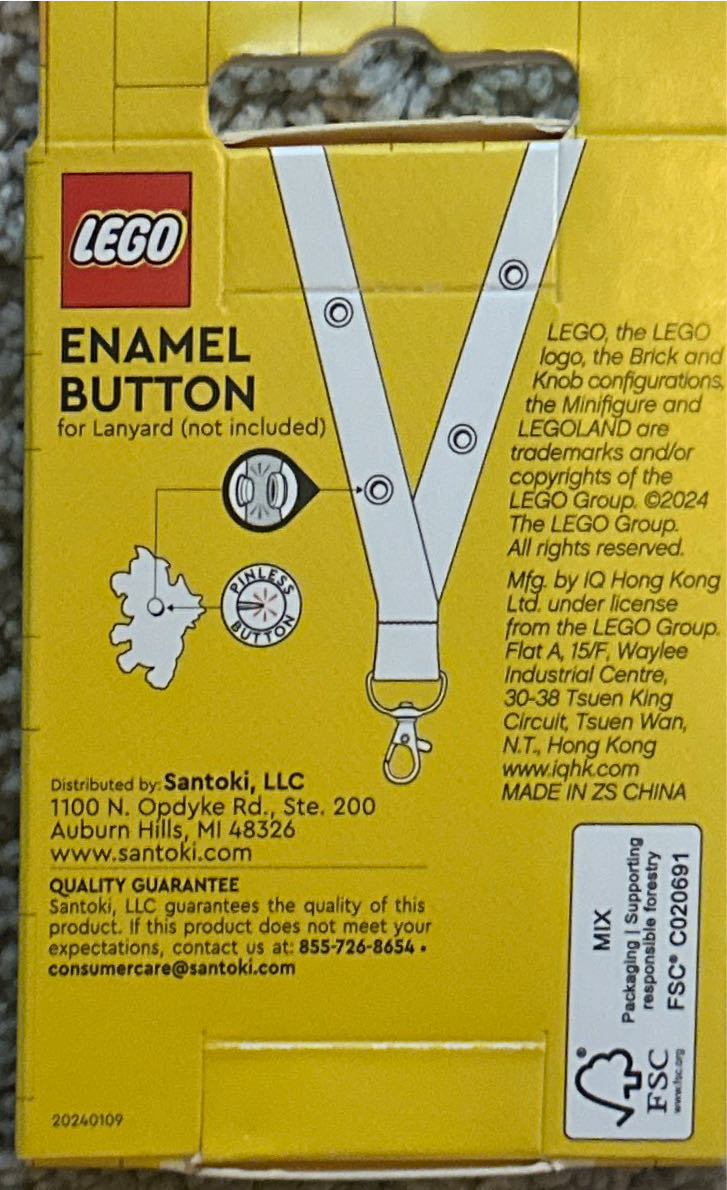 LEGO
ENAMEL
BUTTON
for Lanyard (not included)
PINLESS
BUTTON
LEGO, the LEGO
logo, the Brick and
Knob configurations,
the Minifigure and
LEGOLAND are
trademarks and/or
copyrights of the
LEGO Group. ©2024
The LEGO Group.
All rights reserved.
Mfg. by IQ Hong Kong
Ltd. under license
from the LEGO Group.
Flat A, 15/F, Waylee
Industrial Centre,
30-38 Tsuen King
Circuit, Tsuen Wan,
N.T., Hong Kong
www.iqhk.com
MADE IN ZS CHINA
Distributed by: Santoki, LLC
1100 N. Opdyke Rd., Ste. 200
Auburn Hills, MI 48326
www.santoki.com
QUALITY GUARANTEE
Santoki, LLC guarantees the quality of this
product. If this product does not meet your
expectations, contact us at: 855-726-8654 •
consumercare@santoki.com
MIX
Packaging | Supporting
responsible forestry
FSC® C020691
®
FSC
www.fsc.org
20240109